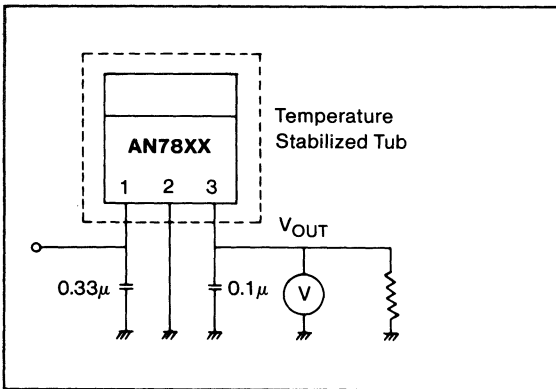 Temperature
Stabilized Tub
AN78XX
1 2 3
VOUT
0.33μ
0.1μ
V